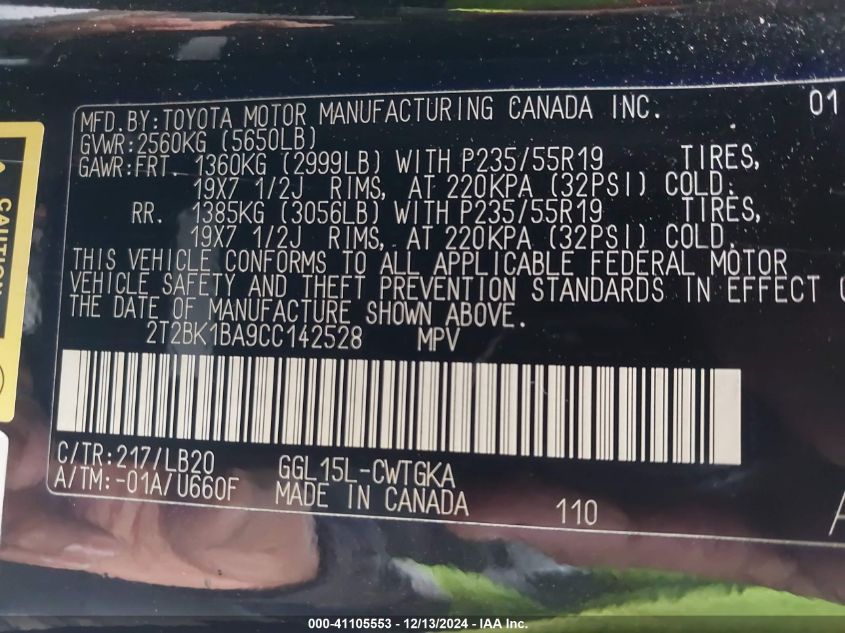 MFD.BY:TOYOTA MOTOR MANUFACTURING CANADA INC. 01
GVWR:2560KG (5650LB)
GAWR:FRT. 1360KG (2999LB) WITH P235/55R19 TIRES,
19X7 1/2J RIMS, AT 220KPA (32PSI) COLD.
RR. 1385KG (3056LB) WITH P235/55R19 TIRES,
19X7 1/2J RIMS, AT 220KPA (32PSI) COLD.
THIS VEHICLE CONFORMS TO ALL APPLICABLE FEDERAL MOTOR
VEHICLE SAFETY AND THEFT PREVENTION STANDARDS IN EFFECT
THE DATE OF MANUFACTURE SHOWN ABOVE.
2T2BK1BA9CC142528 MPV
C/TR:217/LB20 GGL15L-CWTGKA
A/TM:-01A/U660F MADE IN CANADA 110
CAUTION
000-41105553 - 12/13/2024 - IAA Inc.